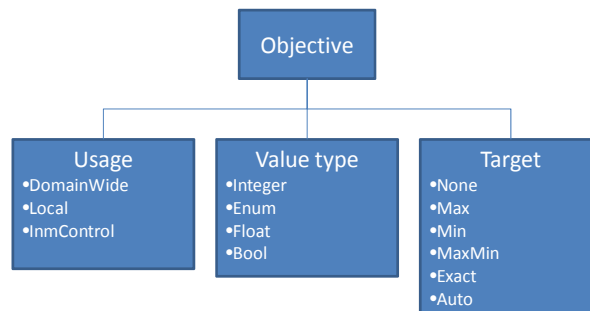 Objective
Usage
•DomainWide
•Local
•InmControl
Value type
•Integer
•Enum
•Float
•Bool
Target
•None
•Max
•Min
•MaxMin
•Exact
•Auto